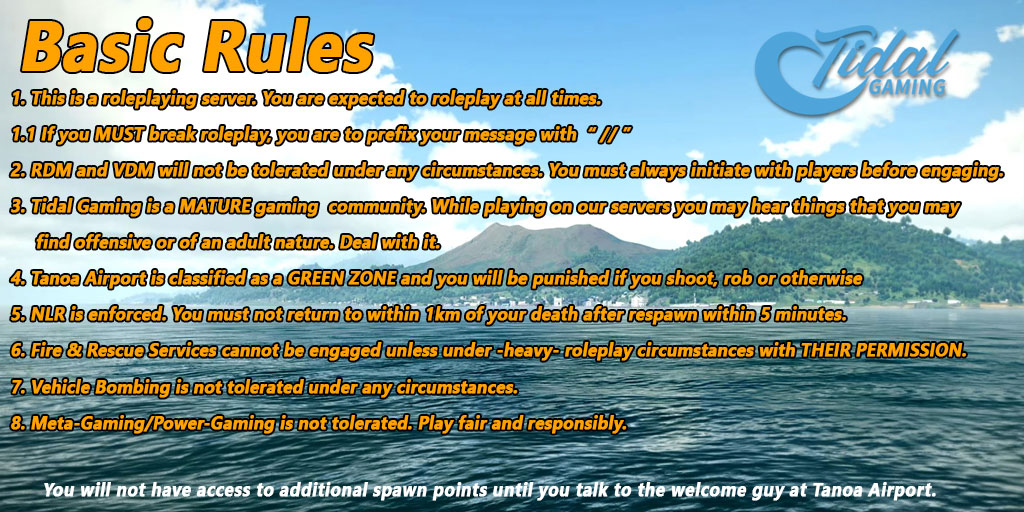 Basic Rules
Tidal
GAMING
1. This is a roleplaying server. You are expected to roleplay at all times.
1.1 If you MUST break roleplay, you are to prefix your message with “ // ”
2. RDM and VDM will not be tolerated under any circumstances. You must always initiate with players before engaging.
3. Tidal Gaming is a MATURE gaming  community. While playing on our servers you may hear things that you may
find offensive or of an adult nature. Deal with it.
4. Tanoa Airport is classified as a GREEN ZONE and you will be punished if you shoot, rob or otherwise
5. NLR is enforced. You must not return to within 1km of your death after respawn within 5 minutes.
6. Fire & Rescue Services cannot be engaged unless under -heavy- roleplay circumstances with THEIR PERMISSION.
7. Vehicle Bombing is not tolerated under any circumstances.
8. Meta-Gaming/Power-Gaming is not tolerated. Play fair and responsibly.
You will not have access to additional spawn points until you talk to the welcome guy at Tanoa Airport.